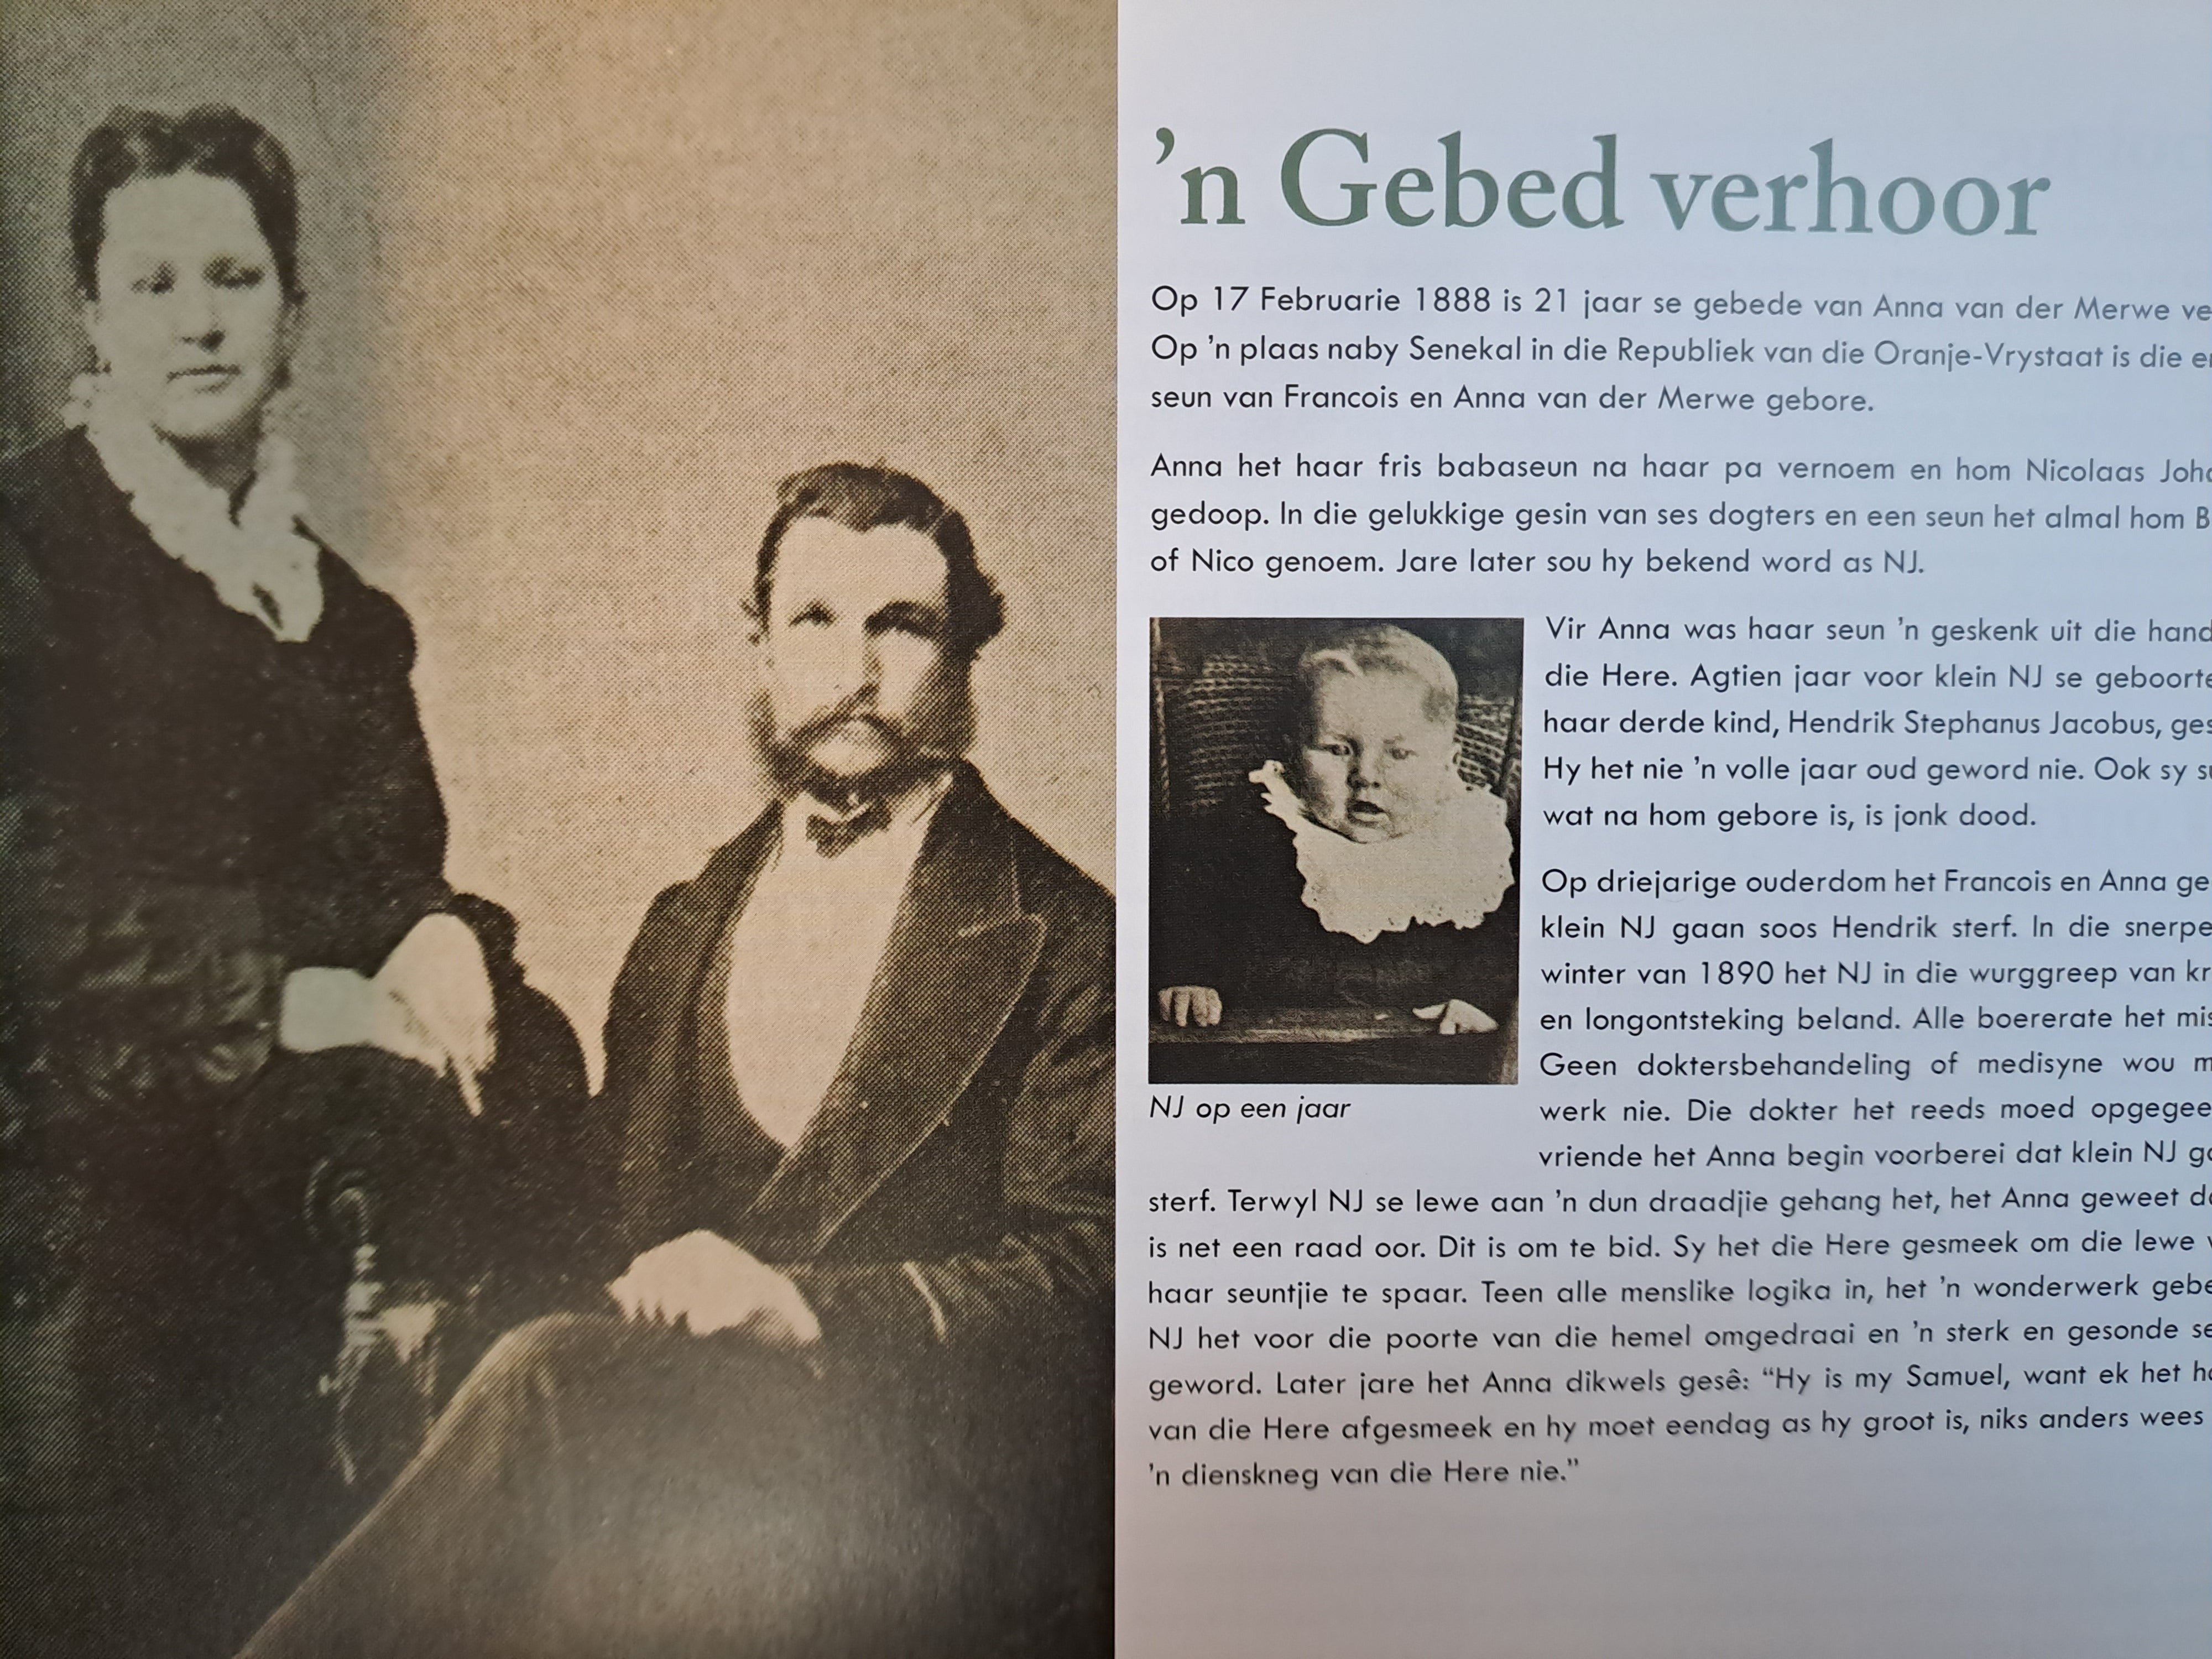 ’n Gebed verhoor
Op 17 Februarie 1888 is 21 jaar se gebede van Anna van der Merwe
Op ’n plaas naby Senekal in die Republiek van die Oranje-Vrystaat is die
seun van Francois en Anna van der Merwe gebore.
Anna het haar fris babaseun na haar pa vernoem en hom Nicolaas
gedoop. In die gelukkige gesin van ses dogters en een seun het almal hom
of Nico genoem. Jare later sou hy bekend word as NJ.
Vir Anna was haar seun ’n geskenk uit die hand
die Here. Agtien jaar voor klein NJ se geboorte
haar derde kind, Hendrik Stephanus Jacobus,
Hy het nie ’n volle jaar oud geword nie. Ook sy
wat na hom gebore is, is jonk dood.
Op driejarige ouderdom het Francois en Anna
klein NJ gaan soos Hendrik sterf. In die
winter van 1890 het NJ in die wurggreep van
en longontsteking beland. Alle boererate het
Geen doktersbehandeling of medisyne wou
werk nie. Die dokter het reeds moed
vriende het Anna begin voorberei dat klein NJ
NJ op een jaar
sterf. Terwyl NJ se lewe aan ’n dun draadjie gehang het, het Anna geweet
is net een raad oor. Dit is om te bid. Sy het die Here gesmeek om die lewe
haar seuntjie te spaar. Teen alle menslike logika in, het ’n wonderwerk
NJ het voor die poorte van die hemel omgedraai en ’n sterk en gesonde
geword. Later jare het Anna dikwels gesê: “Hy is my Samuel, want ek het
van die Here afgesmeek en hy moet eendag as hy groot is, niks anders wees
’n dienskneg van die Here nie.”